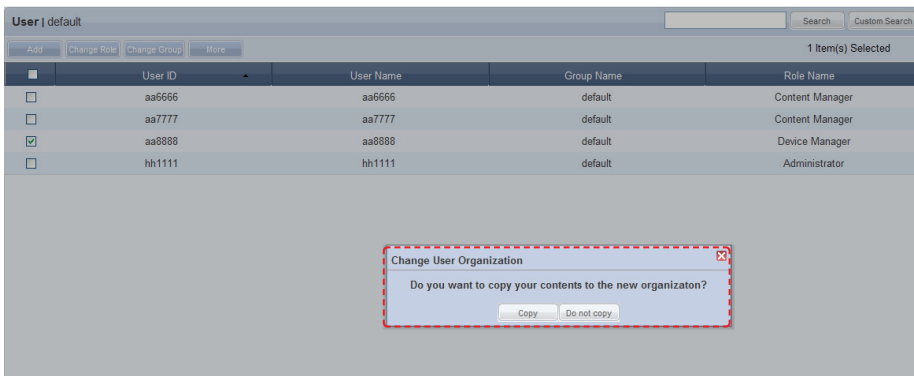 User | default
Search Custom Search
Add Change Role Change Group More 1 Item(s) Selected
User ID User Name Group Name Role Name
aa6666 aa6666 default Content Manager
aa7777 aa7777 default Content Manager
aa8888 aa8888 default Device Manager
hh1111 hh1111 default Administrator
Change User Organization
Do you want to copy your contents to the new organizaton?
Copy Do not copy